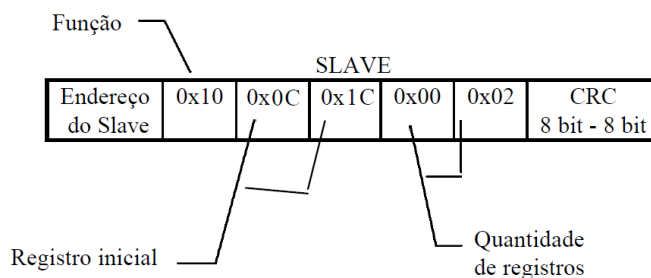 Função
SLAVE
Endereço
do Slave
0x10
0x0C
0x1C
0x00
0x02
CRC
8 bit - 8 bit
Registro inicial
Quantidade
de registros